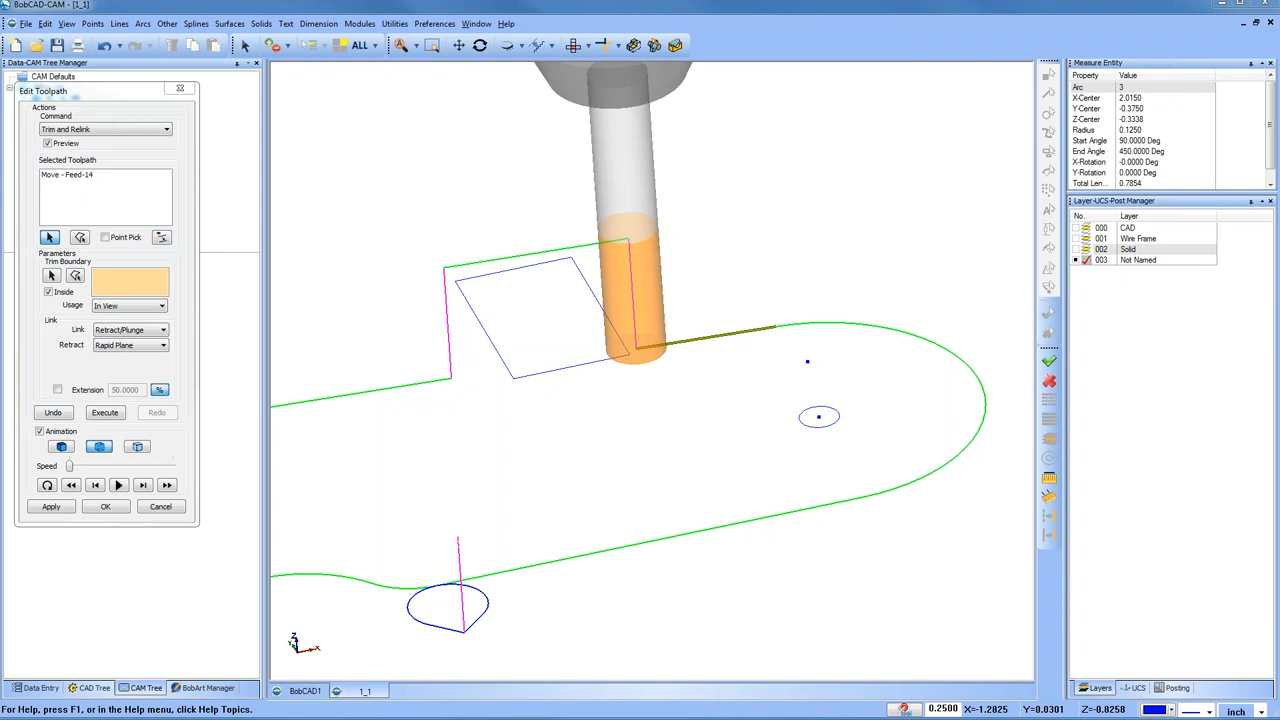 BobCAD-CAM - [1_1]
File Edit View Points Lines Arcs Other Splines Surfaces Solids Text Dimension Modules Utilities Preferences Window Help
ALL
Data-CAM Tree Manager
CAM Defaults
Edit Toolpath
Actions
Command
Trim and Relink
Preview
Selected Toolpath
Move - Feed-14
Point Pick
Parameters
Trim Boundary
Inside
Usage In View
Link
Link Retract/Plunge
Retract Rapid Plane
Extension 50.0000 %
Undo Execute Redo
Animation
Speed
Apply OK Cancel
Data Entry CAD Tree CAM Tree BobArt Manager
Z
Y
X
BobCAD1 1_1
Measure Entity
Property Value
Arc 3
X-Center 2.0150
Y-Center -0.3750
Z-Center -0.3338
Radius 0.1250
Start Angle 90.0000 Deg
End Angle 450.0000 Deg
X-Rotation -0.0000 Deg
Y-Rotation 0.0000 Deg
Total Len... 0.7854
Layer-UCS-Post Manager
No. Layer
000 CAD
001 Wire Frame
002 Solid
003 Not Named
Layers UCS Posting
For Help, press F1, or in the Help menu, click Help Topics.
0.2500 X=-1.2825 Y=0.0301 Z=-0.8258 inch